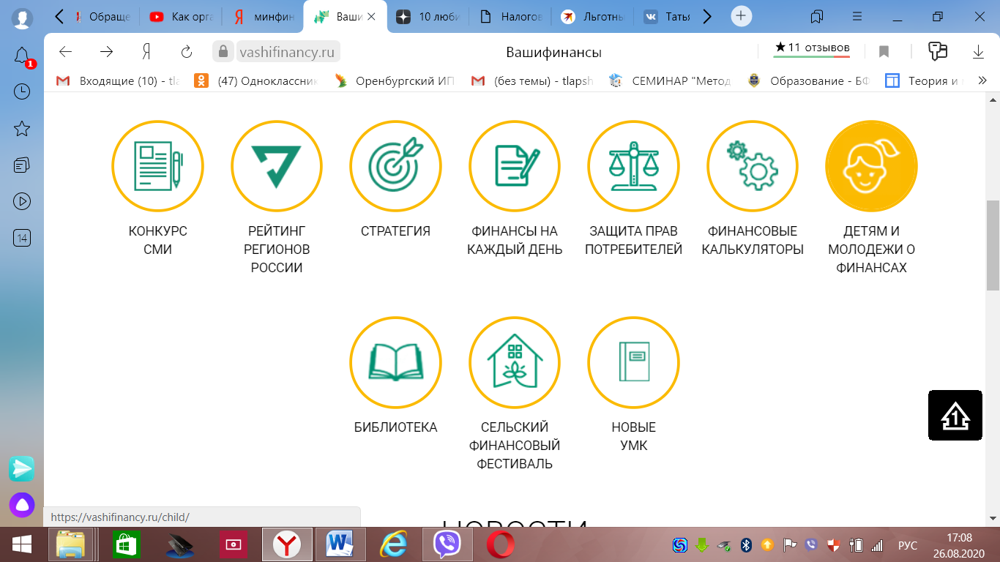 Обраще
Как орга
минфин
Ваши
10 люби
Налогов
Льготны
Татья
vashifinancy.ru
Вашифинансы
★11 отзывов
1
Входящие (10) - tla
(47) Одноклассник
Оренбургский ИП
(без темы) - tlapsh
СЕМИНАР "Метод
Образование - БФ
Теория и
14
КОНКУРС
СМИ
РЕЙТИНГ
РЕГИОНОВ
РОССИИ
СТРАТЕГИЯ
ФИНАНСЫ НА
КАЖДЫЙ ДЕНЬ
ЗАЩИТА ПРАВ
ПОТРЕБИТЕЛЕЙ
ФИНАНСОВЫЕ
КАЛЬКУЛЯТОРЫ
ДЕТЯМ И
МОЛОДЕЖИ О
ФИНАНСАХ
БИБЛИОТЕКА
СЕЛЬСКИЙ
ФИНАНСОВЫЙ
ФЕСТИВАЛЬ
НОВЫЕ
УМК
1
https://vashifinancy.ru/child/
НОВОСТИ
РУС
17:08
26.08.2020